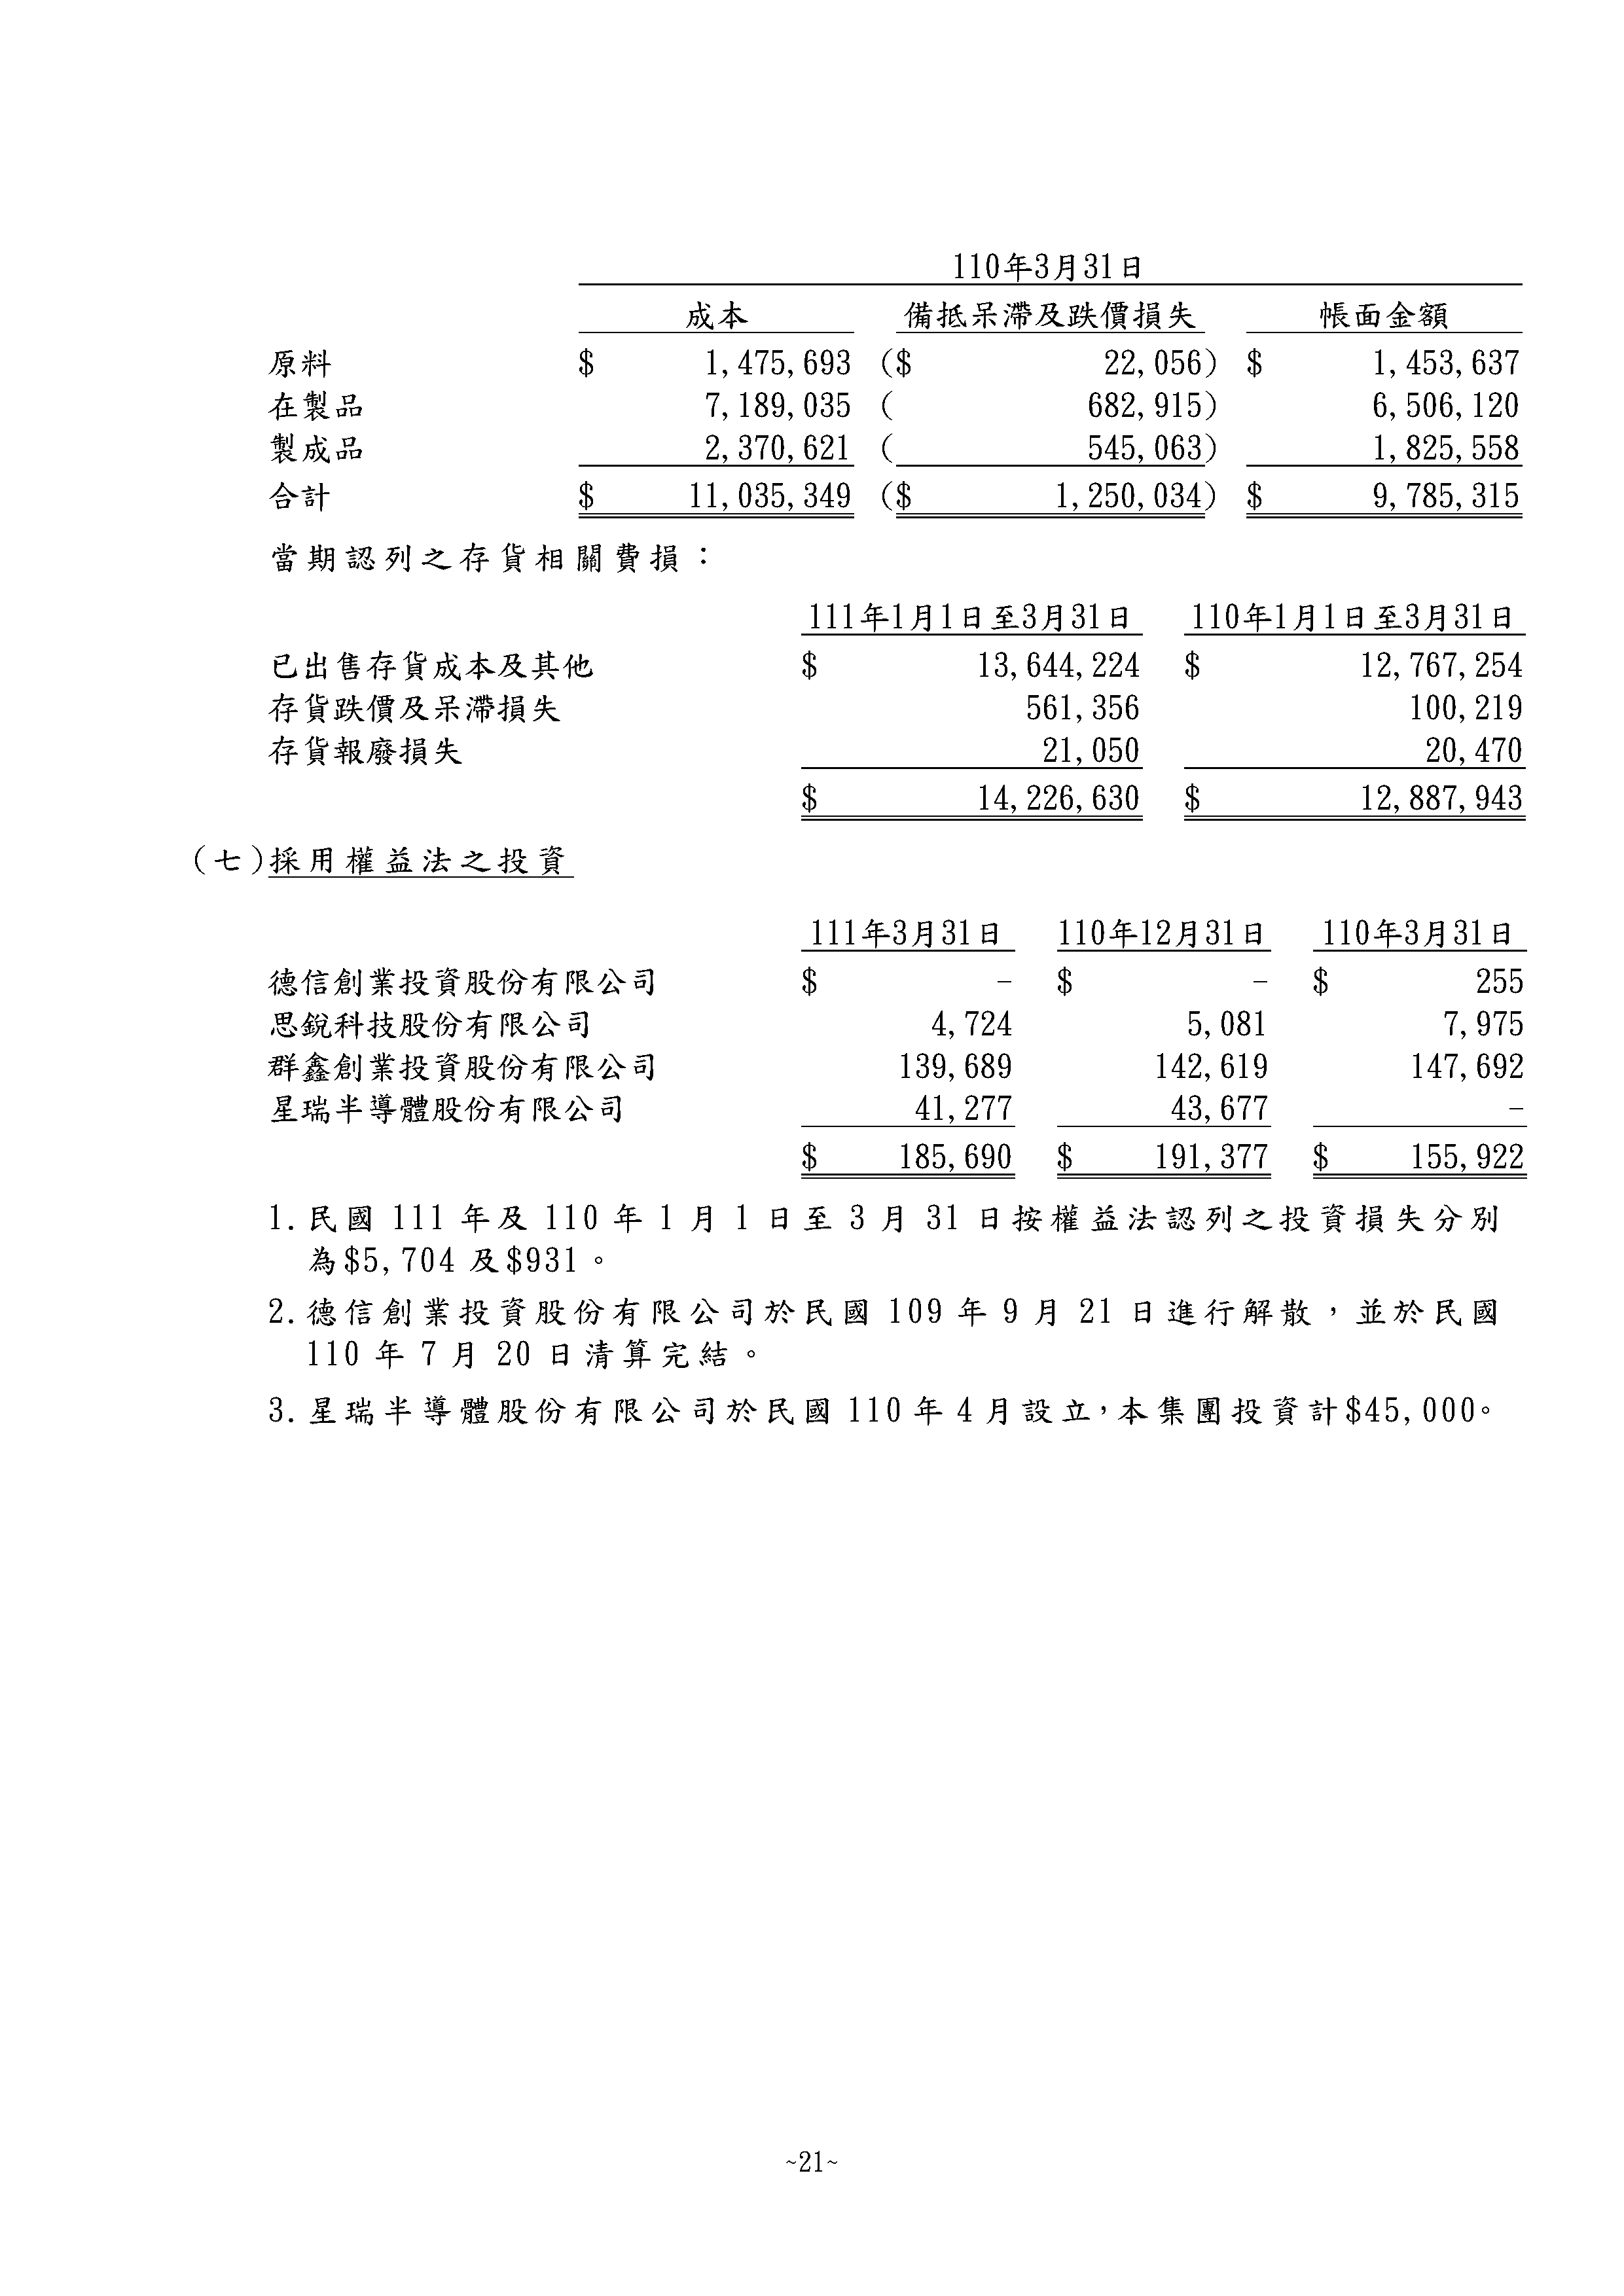 110年3月31日
成本 備抵呆滯及跌價損失 帳面金額
原料 $ 1,475,693 ($ 22,056) $ 1,453,637
在製品 7,189,035 ( 682,915) 6,506,120
製成品 2,370,621 ( 545,063) 1,825,558
合計 $ 11,035,349 ($ 1,250,034) $ 9,785,315
當期認列之存貨相關費損：
111年1月1日至3月31日 110年1月1日至3月31日
已出售存貨成本及其他 $ 13,644,224 $ 12,767,254
存貨跌價及呆滯損失 561,356 100,219
存貨報廢損失 21,050 20,470
$ 14,226,630 $ 12,887,943
(七)採用權益法之投資
111年3月31日 110年12月31日 110年3月31日
德信創業投資股份有限公司 $ - $ - $ 255
思銳科技股份有限公司 4,724 5,081 7,975
群鑫創業投資股份有限公司 139,689 142,619 147,692
星瑞半導體股份有限公司 41,277 43,677 -
$ 185,690 $ 191,377 $ 155,922
1.民國 111 年及 110 年 1 月 1 日至 3 月 31 日按權益法認列之投資損失分別
為$5,704 及$931。
2.德信創業投資股份有限公司於民國 109 年 9 月 21 日進行解散，並於民國
110 年 7 月 20 日清算完結。
3.星瑞半導體股份有限公司於民國 110 年 4 月設立，本集團投資計$45,000。
~21~